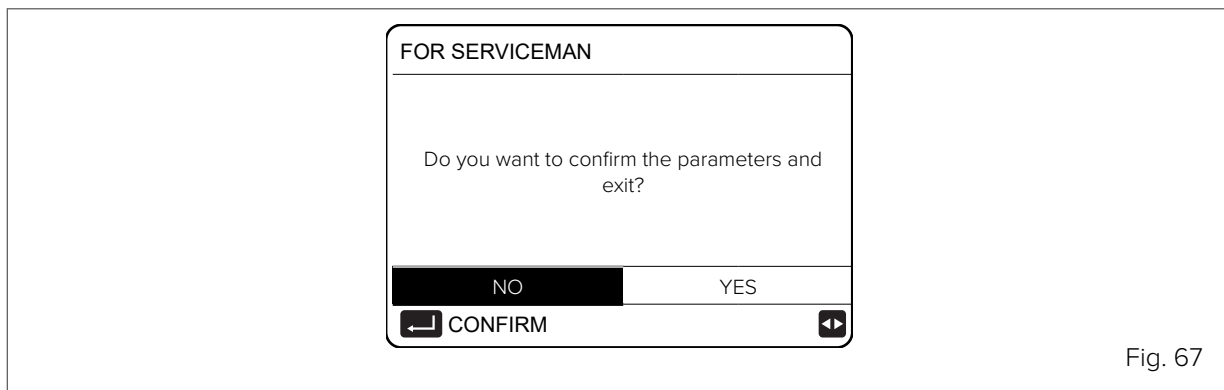 FOR SERVICEMAN
Do you want to confirm the parameters and
exit?
NO YES
CONFIRM
Fig. 67